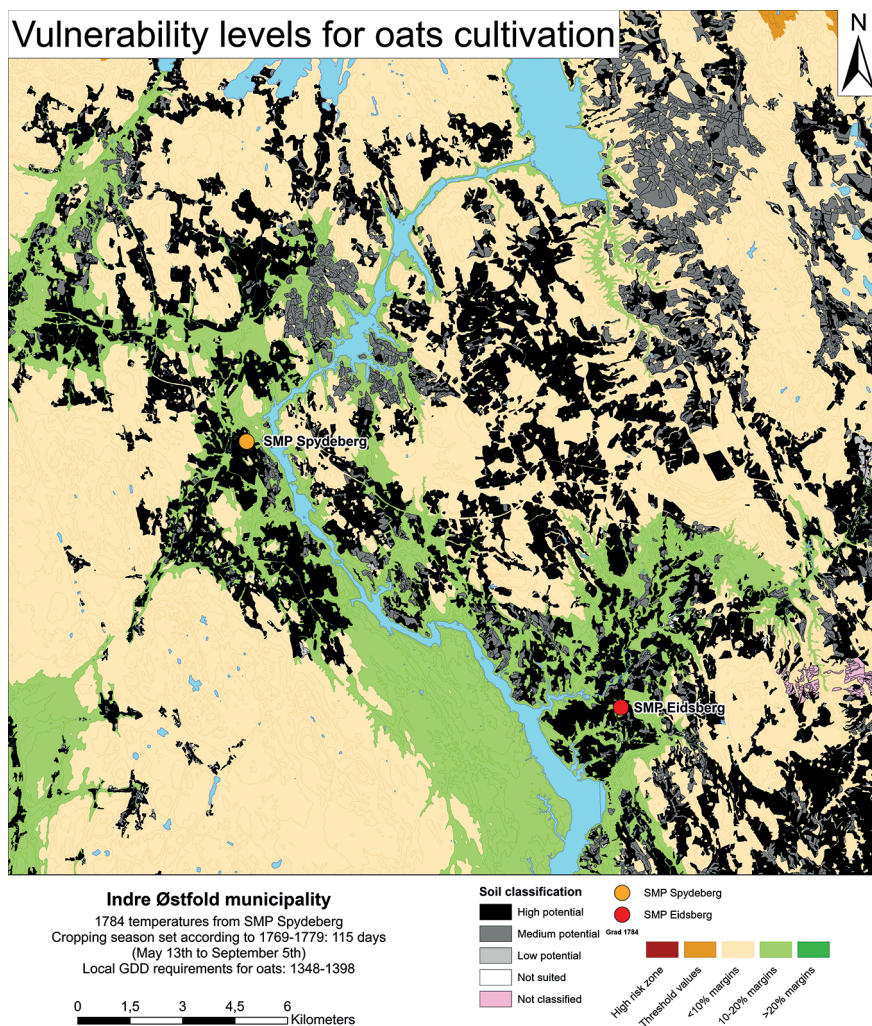 Vulnerability levels for oats cultivation
N
SMP Spydeberg
SMP Eidsberg
Indre Østfold municipality
1784 temperatures from SMP Spydeberg
Cropping season set according to 1769-1779: 115 days
(May 13th to September 5th)
Local GDD requirements for oats: 1348-1398
0 1,5 3 4,5 6
Kilometers
Soil classification
High potential
Medium potential
Low potential
Not suited
Not classified
SMP Spydeberg
SMP Eidsberg
Grad 1784
High risk zone
Threshold values
<10% margins
10-20% margins
>20% margins